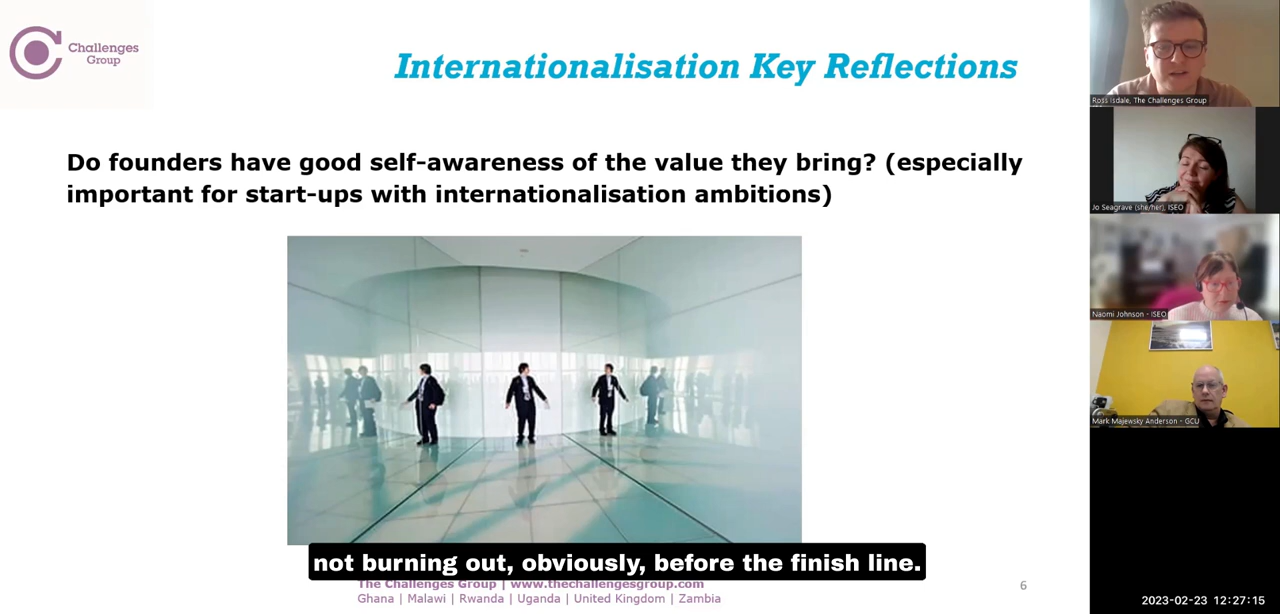 Challenges
Group
Internationalisation Key Reflections
Do founders have good self-awareness of the value they bring? (especially
important for start-ups with internationalisation ambitions)
not burning out, obviously, before the finish line.
The Challenges Group | www.thechallengesgroup.com
Ghana | Malawi | Rwanda | Uganda | United Kingdom | Zambia
6
Ross Isdale, The Challenges Group
Jo Seagrave (she/her), ISEO
Naomi Johnson - ISEO
Mark Majewsky Anderson - GCU
2023-02-23 12:27:15